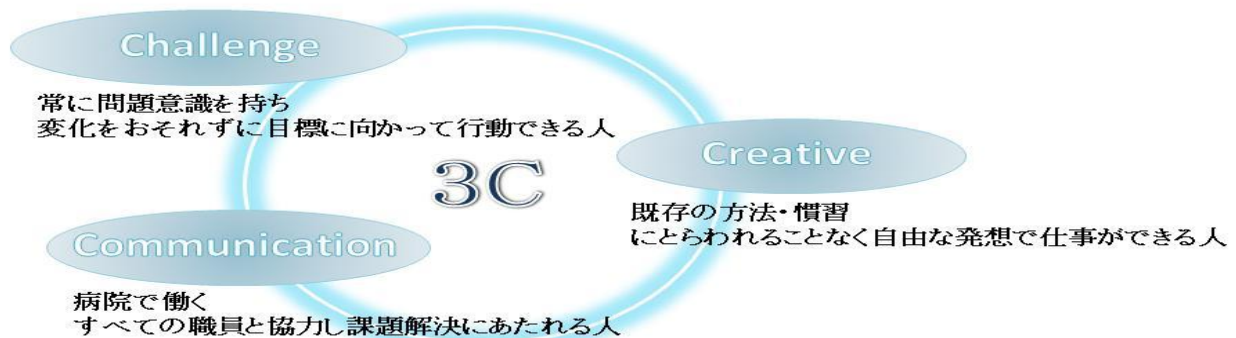 Challenge
常に問題意識を持ち
変化をおそれずに目標に向かって行動できる人
3C
Creative
既存の方法・慣習
にとらわれることなく自由な発想で仕事ができる人
Communication
病院で働く
すべての職員と協力し課題解決にあたれる人